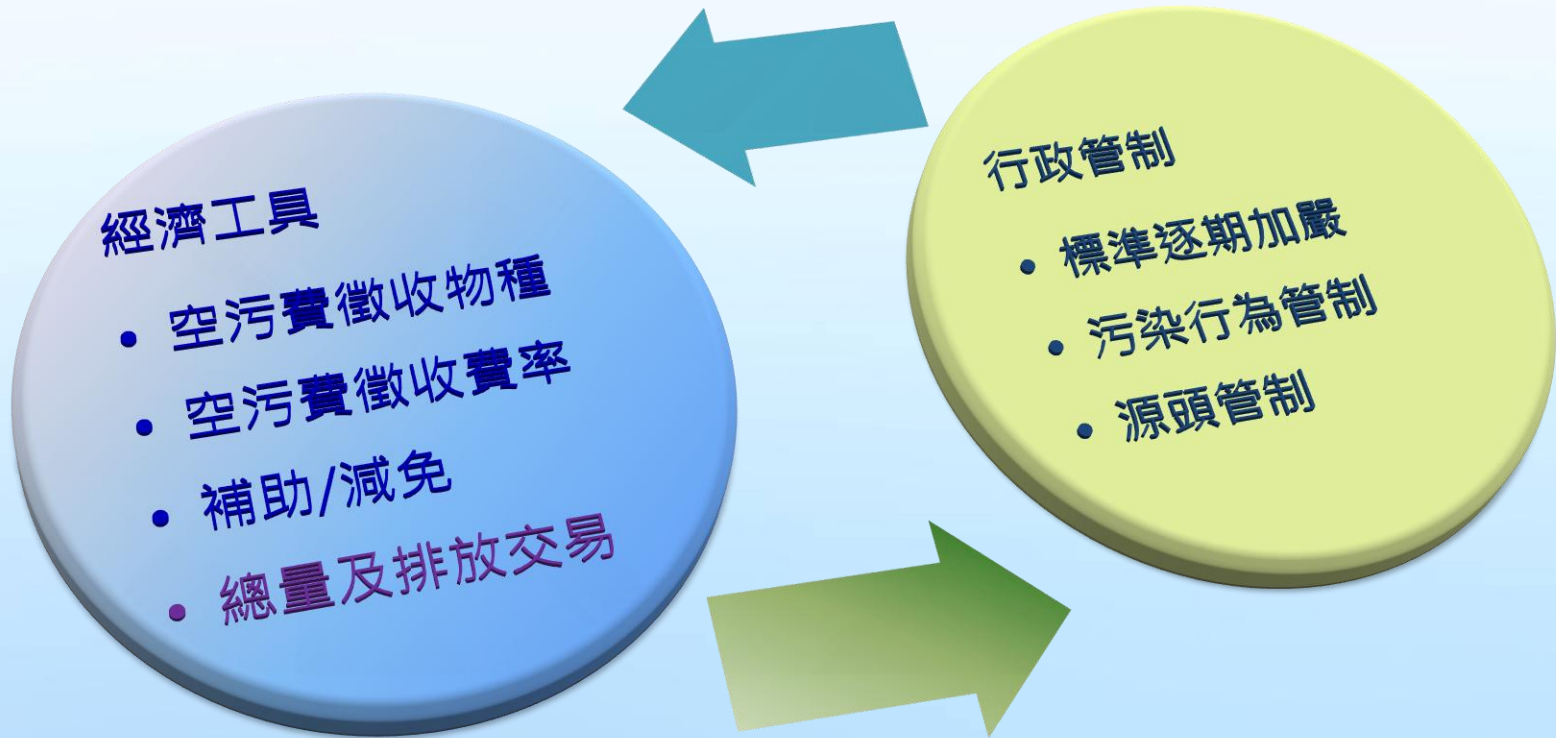 經濟工具
• 空污費徵收物種
• 空污費徵收費率
• 補助/減免
• 總量及排放交易
行政管制
• 標準逐期加嚴
• 污染行為管制
• 源頭管制